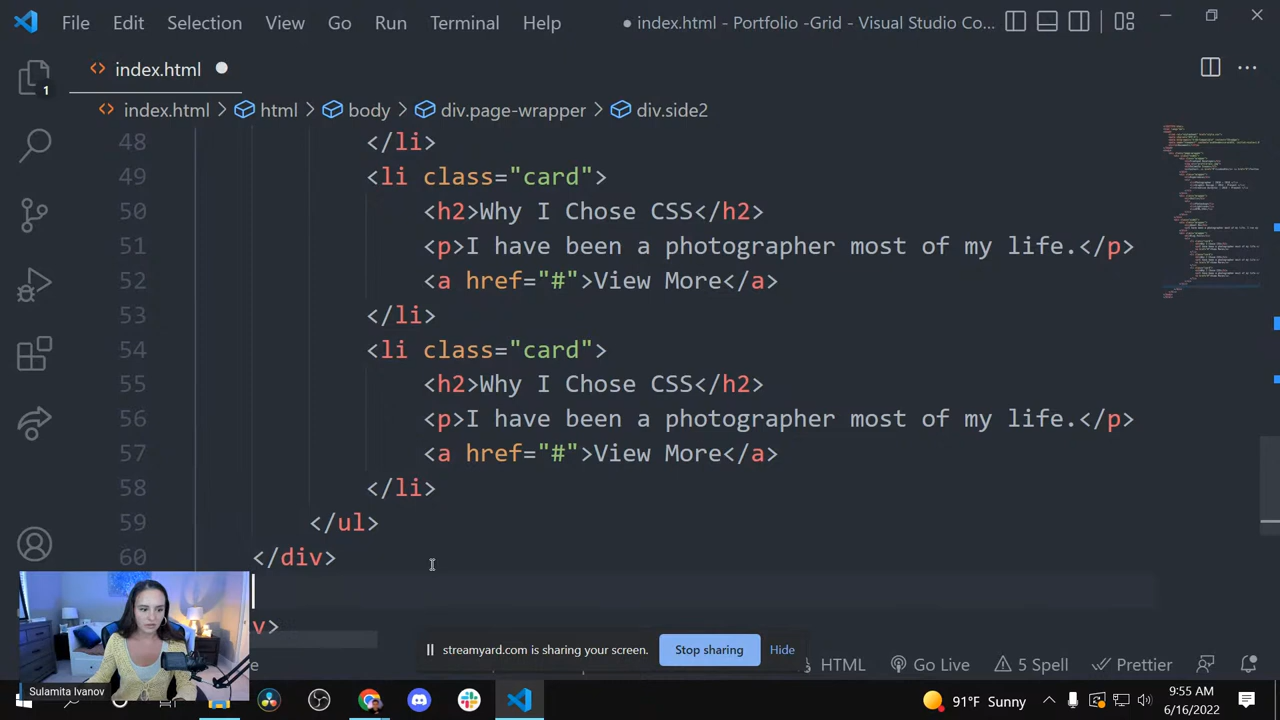 File Edit Selection View Go Run Terminal Help
● index.html - Portfolio -Grid - Visual Studio Co...
index.html
1
index.html > html > body > div.page-wrapper > div.side2
48 </li>
49 <li class="card">
50 <h2>Why I Chose CSS</h2>
51 <p>I have been a photographer most of my life.</p>
52 <a href="#">View More</a>
53 </li>
54 <li class="card">
55 <h2>Why I Chose CSS</h2>
56 <p>I have been a photographer most of my life.</p>
57 <a href="#">View More</a>
58 </li>
59 </ul>
60 </div>
v>
streamyard.com is sharing your screen. Stop sharing Hide
HTML Go Live 5 Spell Prettier
Sulamita Ivanov
91°F Sunny
9:55 AM
6/16/2022